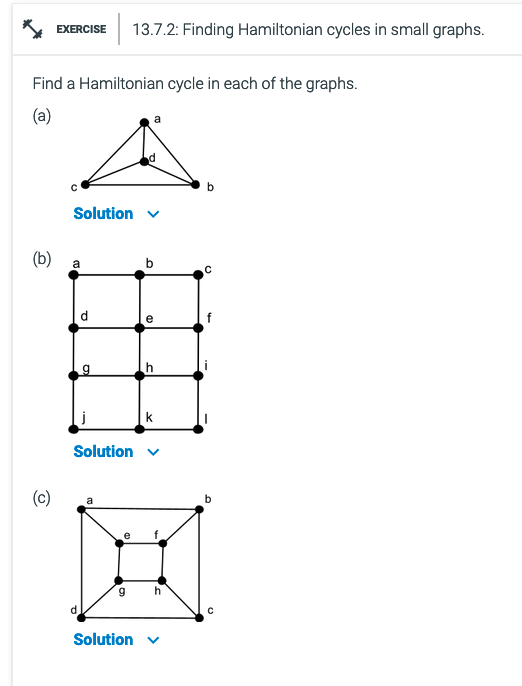 EXERCISE 13.7.2: Finding Hamiltonian cycles in small graphs.
Find a Hamiltonian cycle in each of the graphs.
(a)
a
d
c b
Solution
(b)
a b c
d e f
g h i
j k l
Solution
(c)
a b
e f
g h
d c
Solution